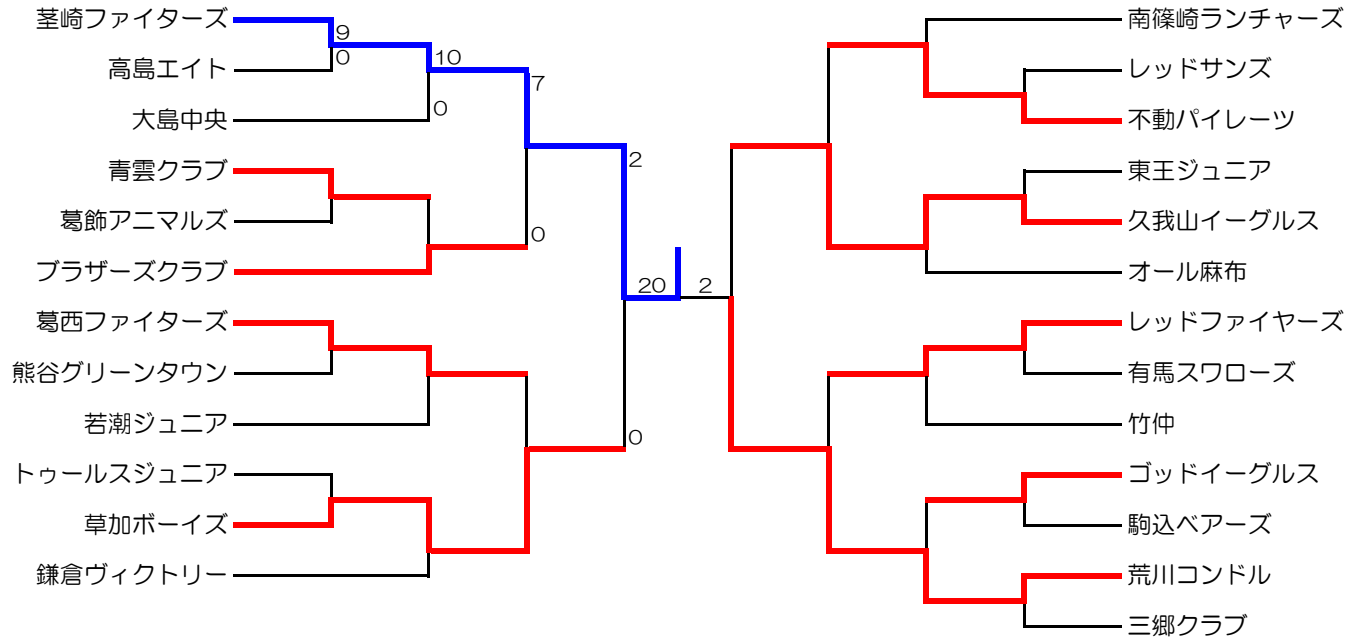 茎崎ファイターズ
高島エイト
大島中央
青雲クラブ
葛飾アニマルズ
ブラザーズクラブ
葛西ファイターズ
熊谷グリーンタウン
若潮ジュニア
トゥールスジュニア
草加ボーイズ
鎌倉ヴィクトリー
9
0
10
0
7
0
2
0
20
2
南篠崎ランチャーズ
レッドサンズ
不動パイレーツ
東王ジュニア
久我山イーグルス
オール麻布
レッドファイヤーズ
有馬スワローズ
竹仲
ゴッドイーグルス
駒込ベアーズ
荒川コンドル
三郷クラブ